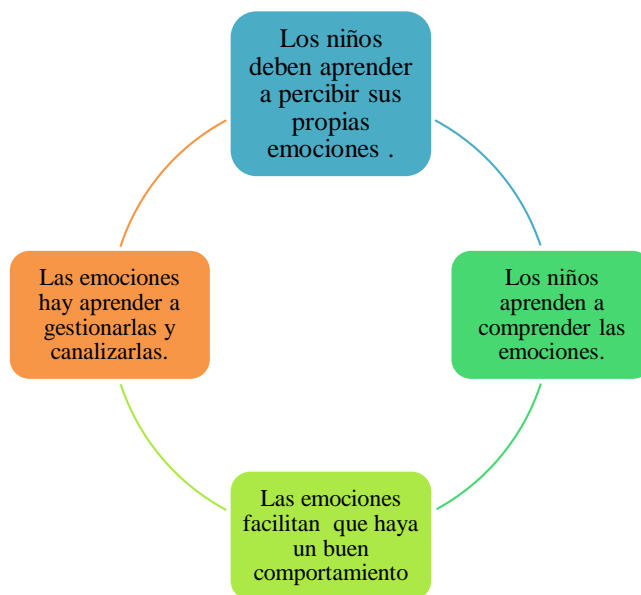 Los niños
deben aprender
a percibir sus
propias
emociones .
Los niños
aprenden a
comprender las
emociones.
Las emociones
facilitan que haya
un buen
comportamiento
Las emociones
hay aprender a
gestionarlas y
canalizarlas.